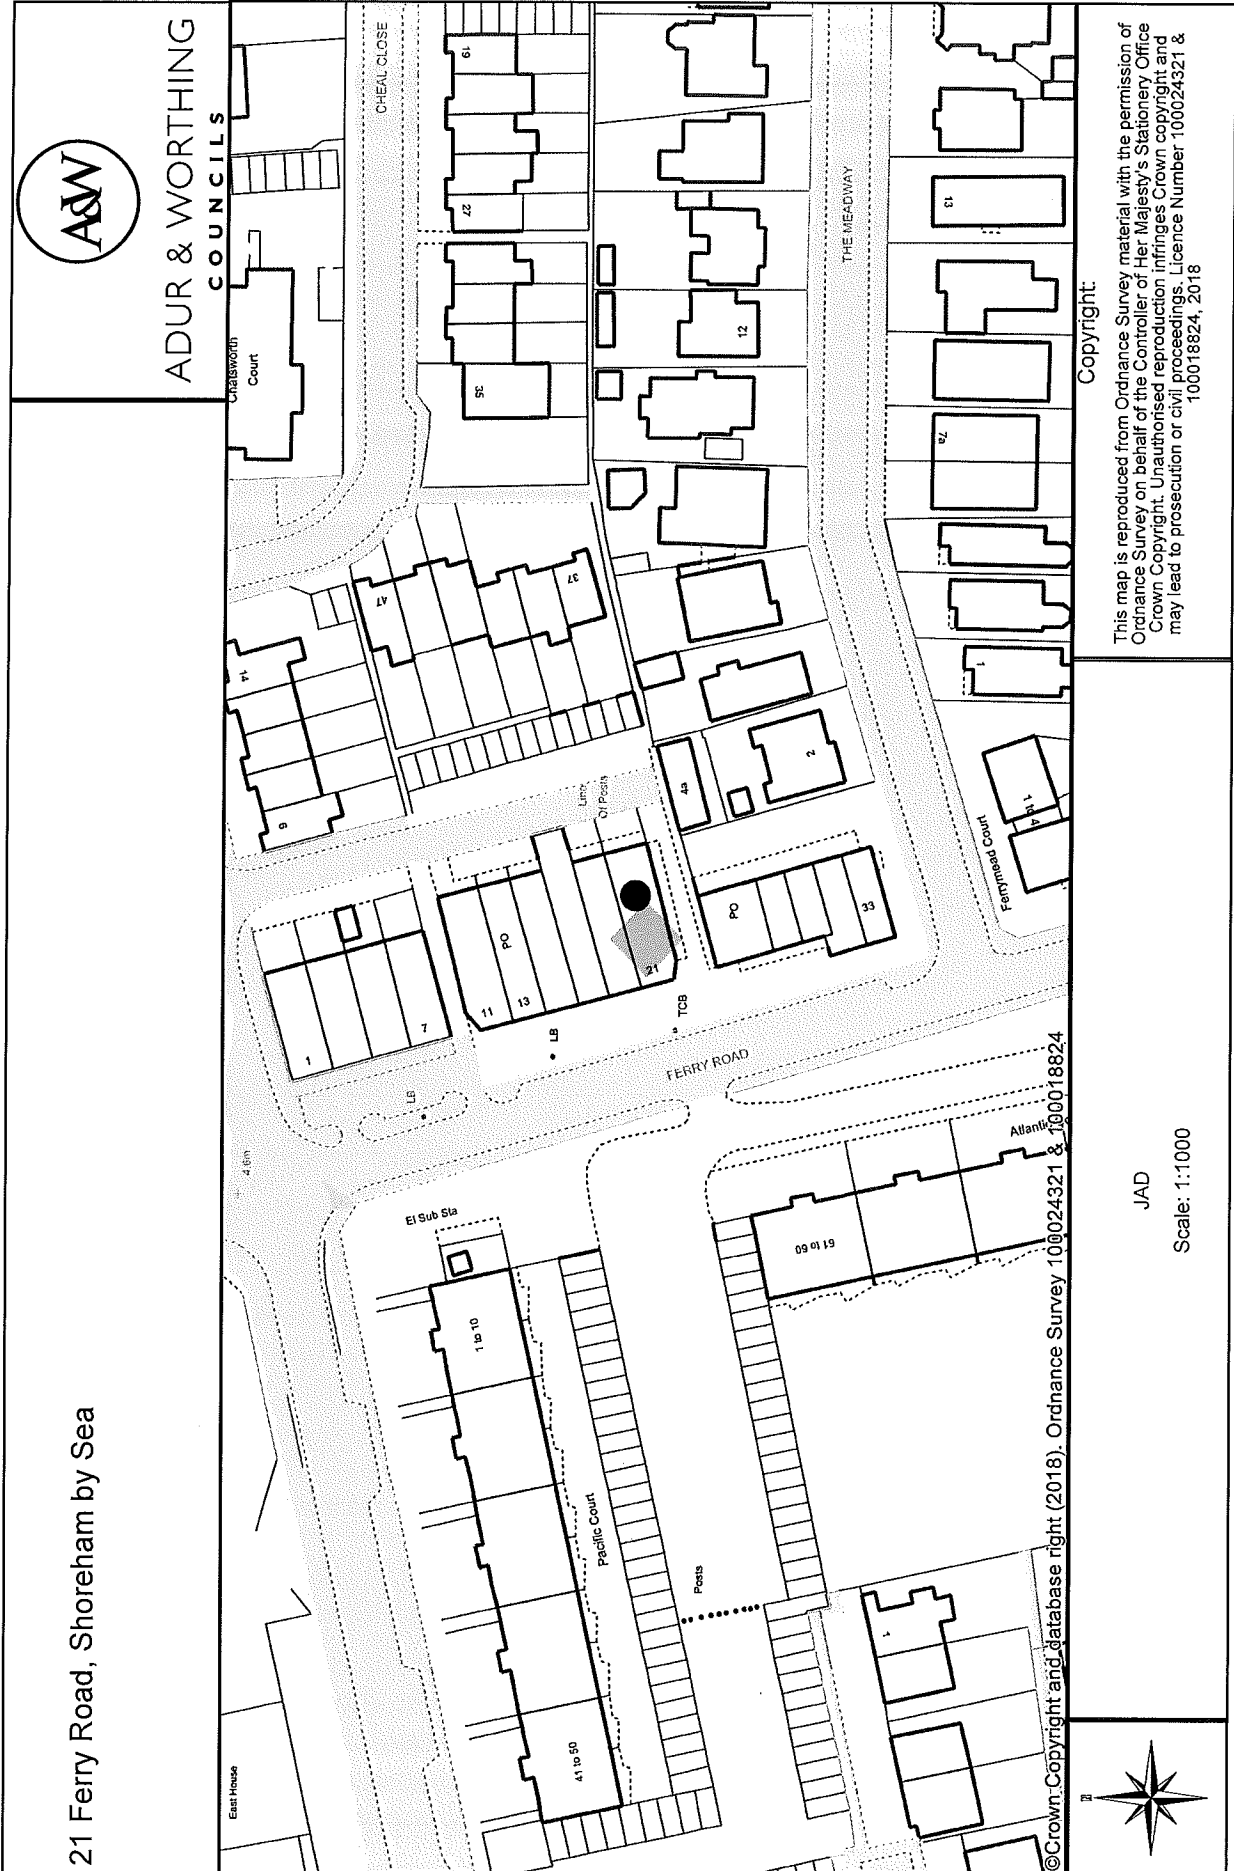 21 Ferry Road, Shoreham by Sea
A&W
ADUR & WORTHING
COUNCILS
East House
Chatsworth
Court
CHEAL CLOSE
19
27
35
14
9
47
37
4.6m
LB
1
7
11
13
PO
21
LB
TCB
Line
Of Posts
4a
2
12
THE MEADWAY
13
7a
1
PO
33
Ferrymead Court
1 to 4
FERRY ROAD
El Sub Sta
1 to 10
41 to 50
Pacific Court
Posts
61 to 60
1
©Crown Copyright and database right (2018). Ordnance Survey 100024321 & 100018824
JAD
Scale: 1:1000
Copyright:
This map is reproduced from Ordnance Survey material with the permission of
Ordnance Survey on behalf of the Controller of Her Majesty's Stationery Office
Crown Copyright. Unauthorised reproduction infringes Crown copyright and
may lead to prosecution or civil proceedings. Licence Number 100024321 &
100018824, 2018